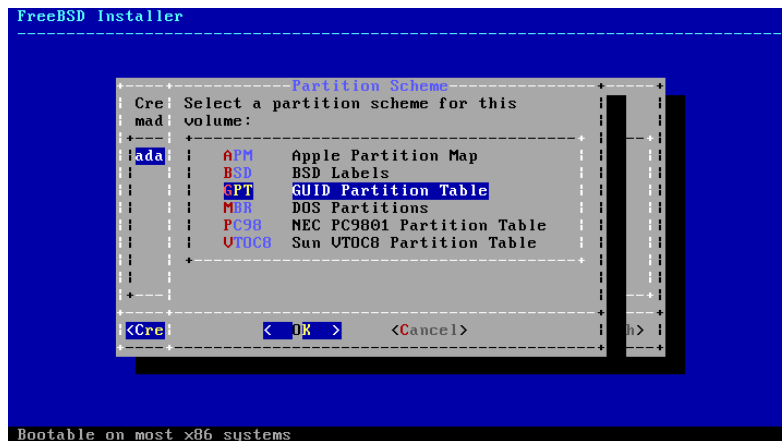 FreeBSD Installer
Partition Scheme
Cre Select a partition scheme for this
mad volume:
ada APM Apple Partition Map
BSD BSD Labels
GPT GUID Partition Table
MBR DOS Partitions
PC98 NEC PC9801 Partition Table
VTOC8 Sun VTOC8 Partition Table
<Cre < OK > <Cancel> h>
Bootable on most x86 systems